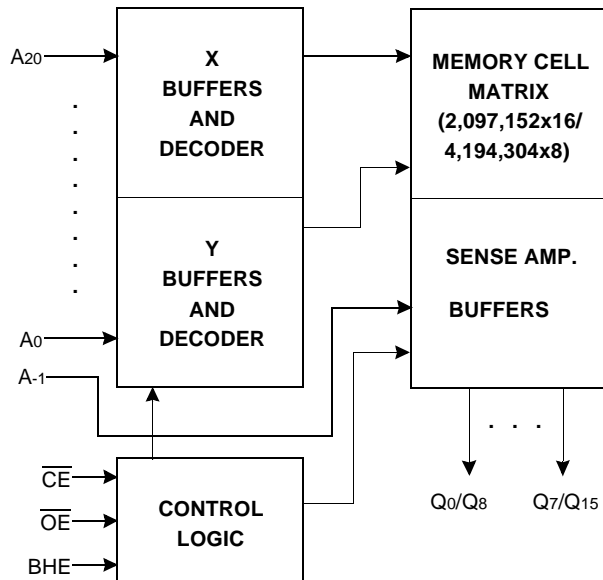 A20
X
BUFFERS
AND
DECODER
MEMORY CELL
MATRIX
(2,097,152x16/
4,194,304x8)
Y
BUFFERS
AND
DECODER
SENSE AMP.
BUFFERS
A0
A-1
. . .
CE
OE
BHE
CONTROL
LOGIC
Q0/Q8
Q7/Q15